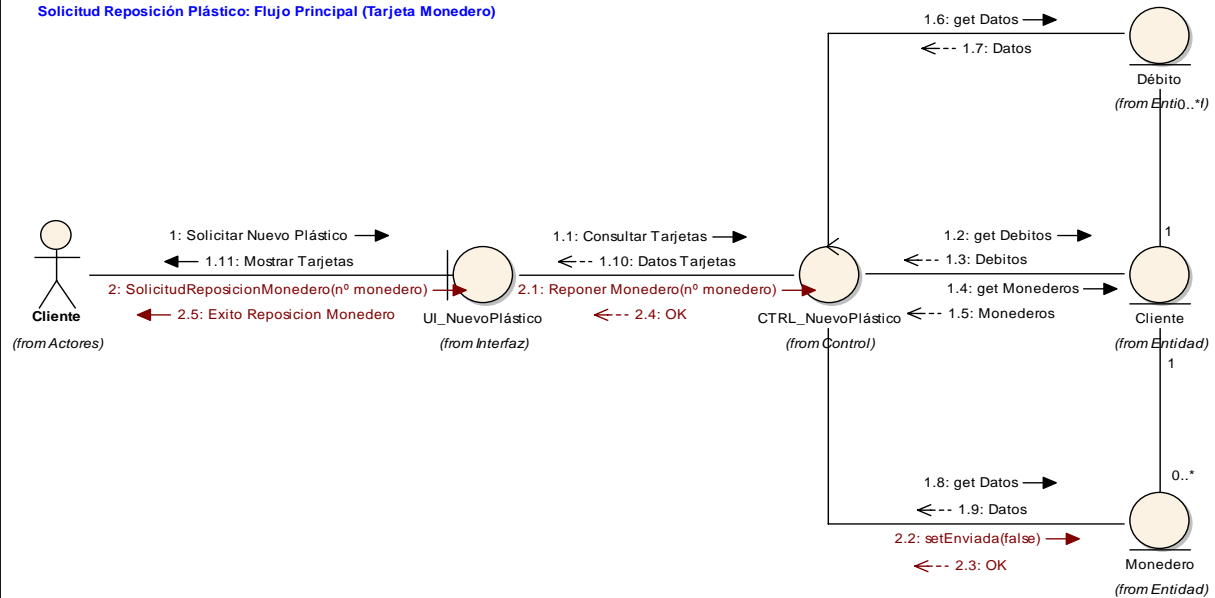 Solicitud Reposición Plástico: Flujo Principal (Tarjeta Monedero)
1.6: get Datos
1.7: Datos
Débito
(from Enti
0..*
1: Solicitar Nuevo Plástico
1.11: Mostrar Tarjetas
2: SolicitudReposicionMonedero(nº monedero)
2.5: Exito Reposicion Monedero
Cliente
(from Actores)
UI_NuevoPlástico
(from Interfaz)
1.1: Consultar Tarjetas
1.10: Datos Tarjetas
2.1: Reponer Monedero(nº monedero)
2.4: OK
CTRL_NuevoPlástico
(from Control)
1
1.2: get Debitos
1.3: Debitos
1.4: get Monederos
1.5: Monederos
Cliente
(from Entidad)
1
0..*
1.8: get Datos
1.9: Datos
2.2: setEnviada(false)
2.3: OK
Monedero
(from Entidad)